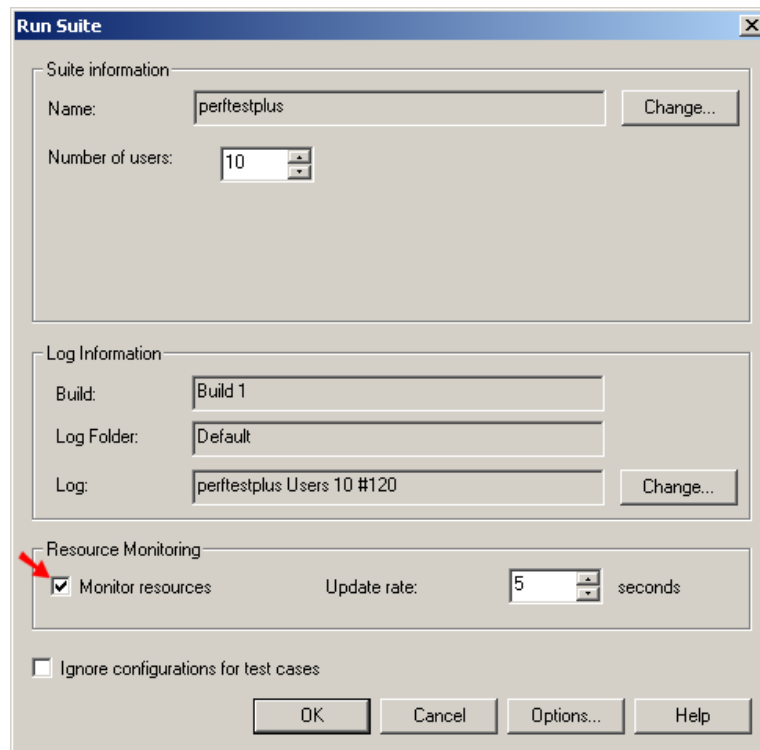 Run Suite
Suite information
Name: perftestplus Change...
Number of users: 10
Log Information
Build: Build 1
Log Folder: Default
Log: perftestplus Users 10 #120 Change...
Resource Monitoring
Monitor resources Update rate: 5 seconds
Ignore configurations for test cases
OK Cancel Options... Help